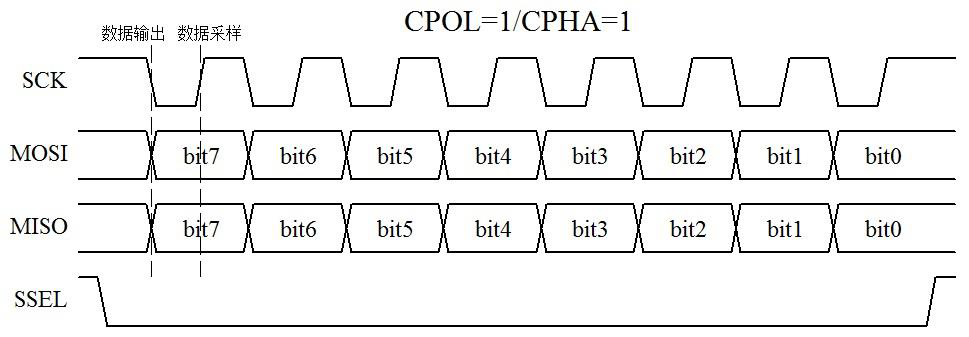 CPOL=1/CPHA=1
数据输出 数据采样
SCK
MOSI bit7 bit6 bit5 bit4 bit3 bit2 bit1 bit0
MISO bit7 bit6 bit5 bit4 bit3 bit2 bit1 bit0
SSEL